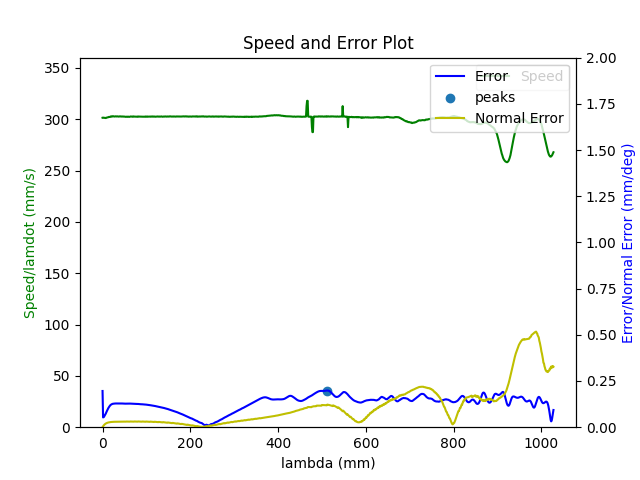 Speed and Error Plot
350
300
250
200
150
100
50
0
Speed/lamdot (mm/s)
0 200 400 600 800 1000
lambda (mm)
2.00
1.75
1.50
1.25
1.00
0.75
0.50
0.25
0.00
Error/Normal Error (mm/deg)
Error
Speed
peaks
Normal Error